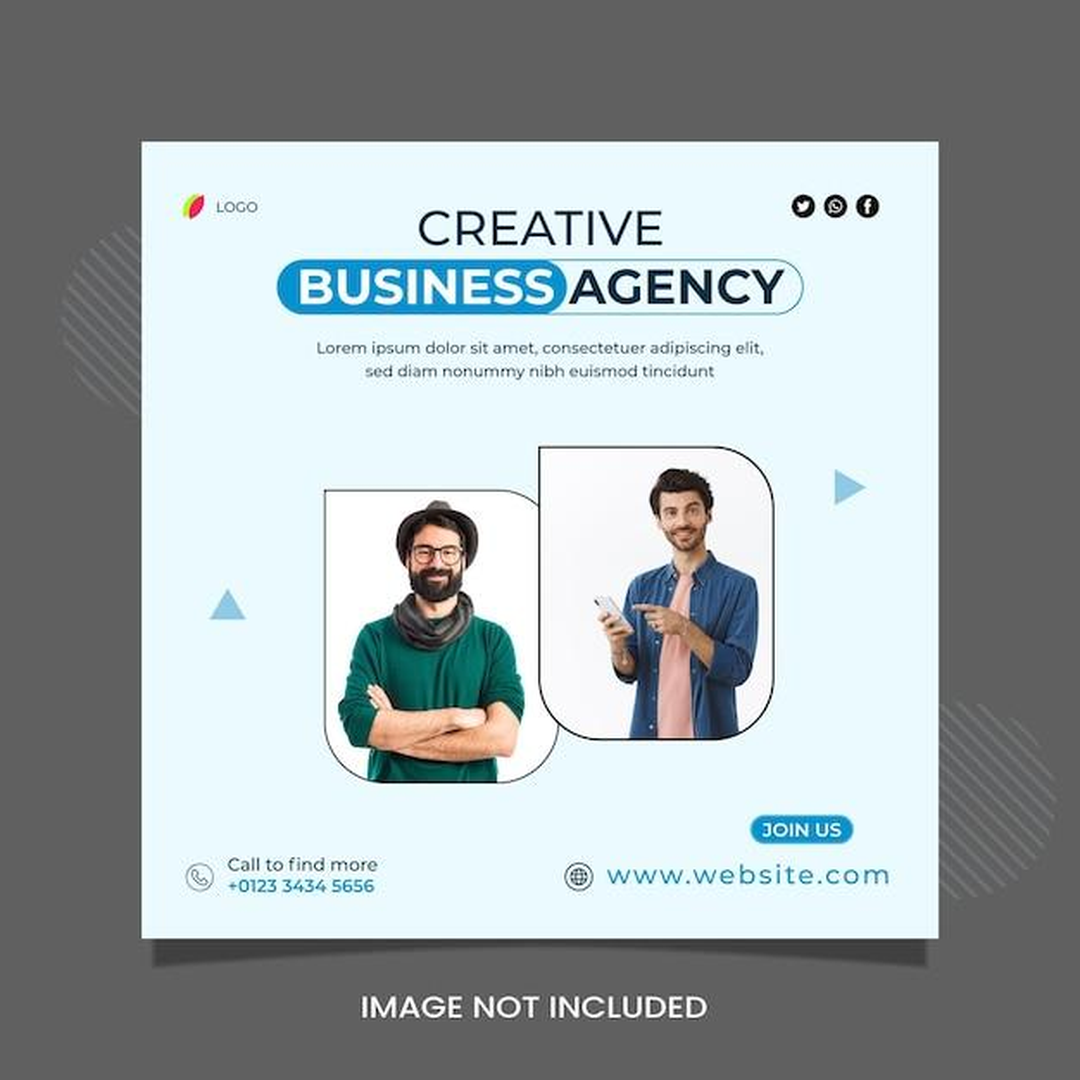 LOGO
CREATIVE
BUSINESS AGENCY
Lorem ipsum dolor sit amet, consectetuer adipiscing elit,
sed diam nonummy nibh euismod tincidunt
JOIN US
Call to find more
+0123 3434 5656
www.website.com
IMAGE NOT INCLUDED